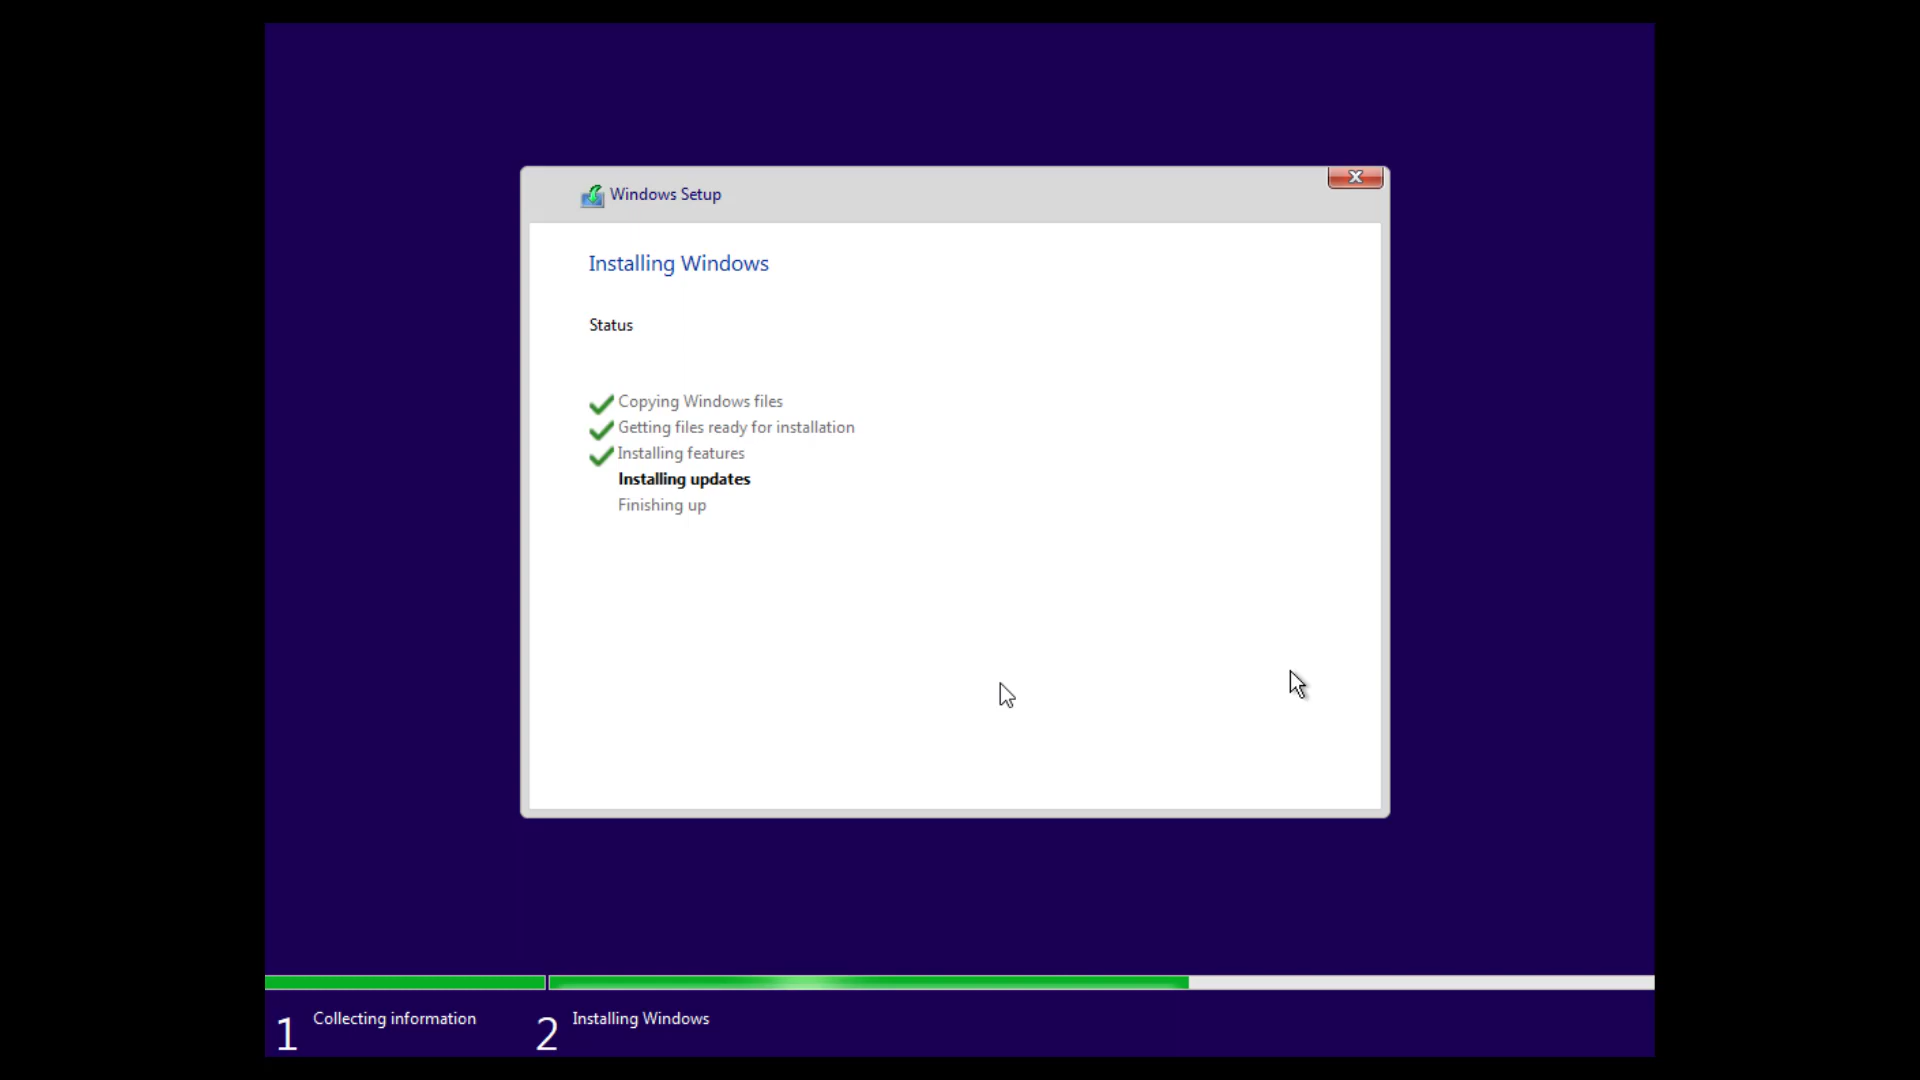 Windows Setup
Installing Windows
Status
Copying Windows files
Getting files ready for installation
Installing features
Installing updates
Finishing up
1 Collecting information
2 Installing Windows